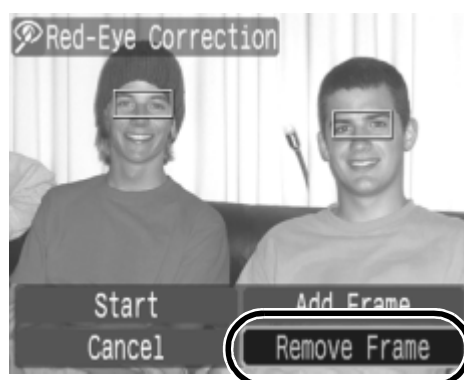 Red-Eye Correction
Start
Add Frame
Cancel
Remove Frame